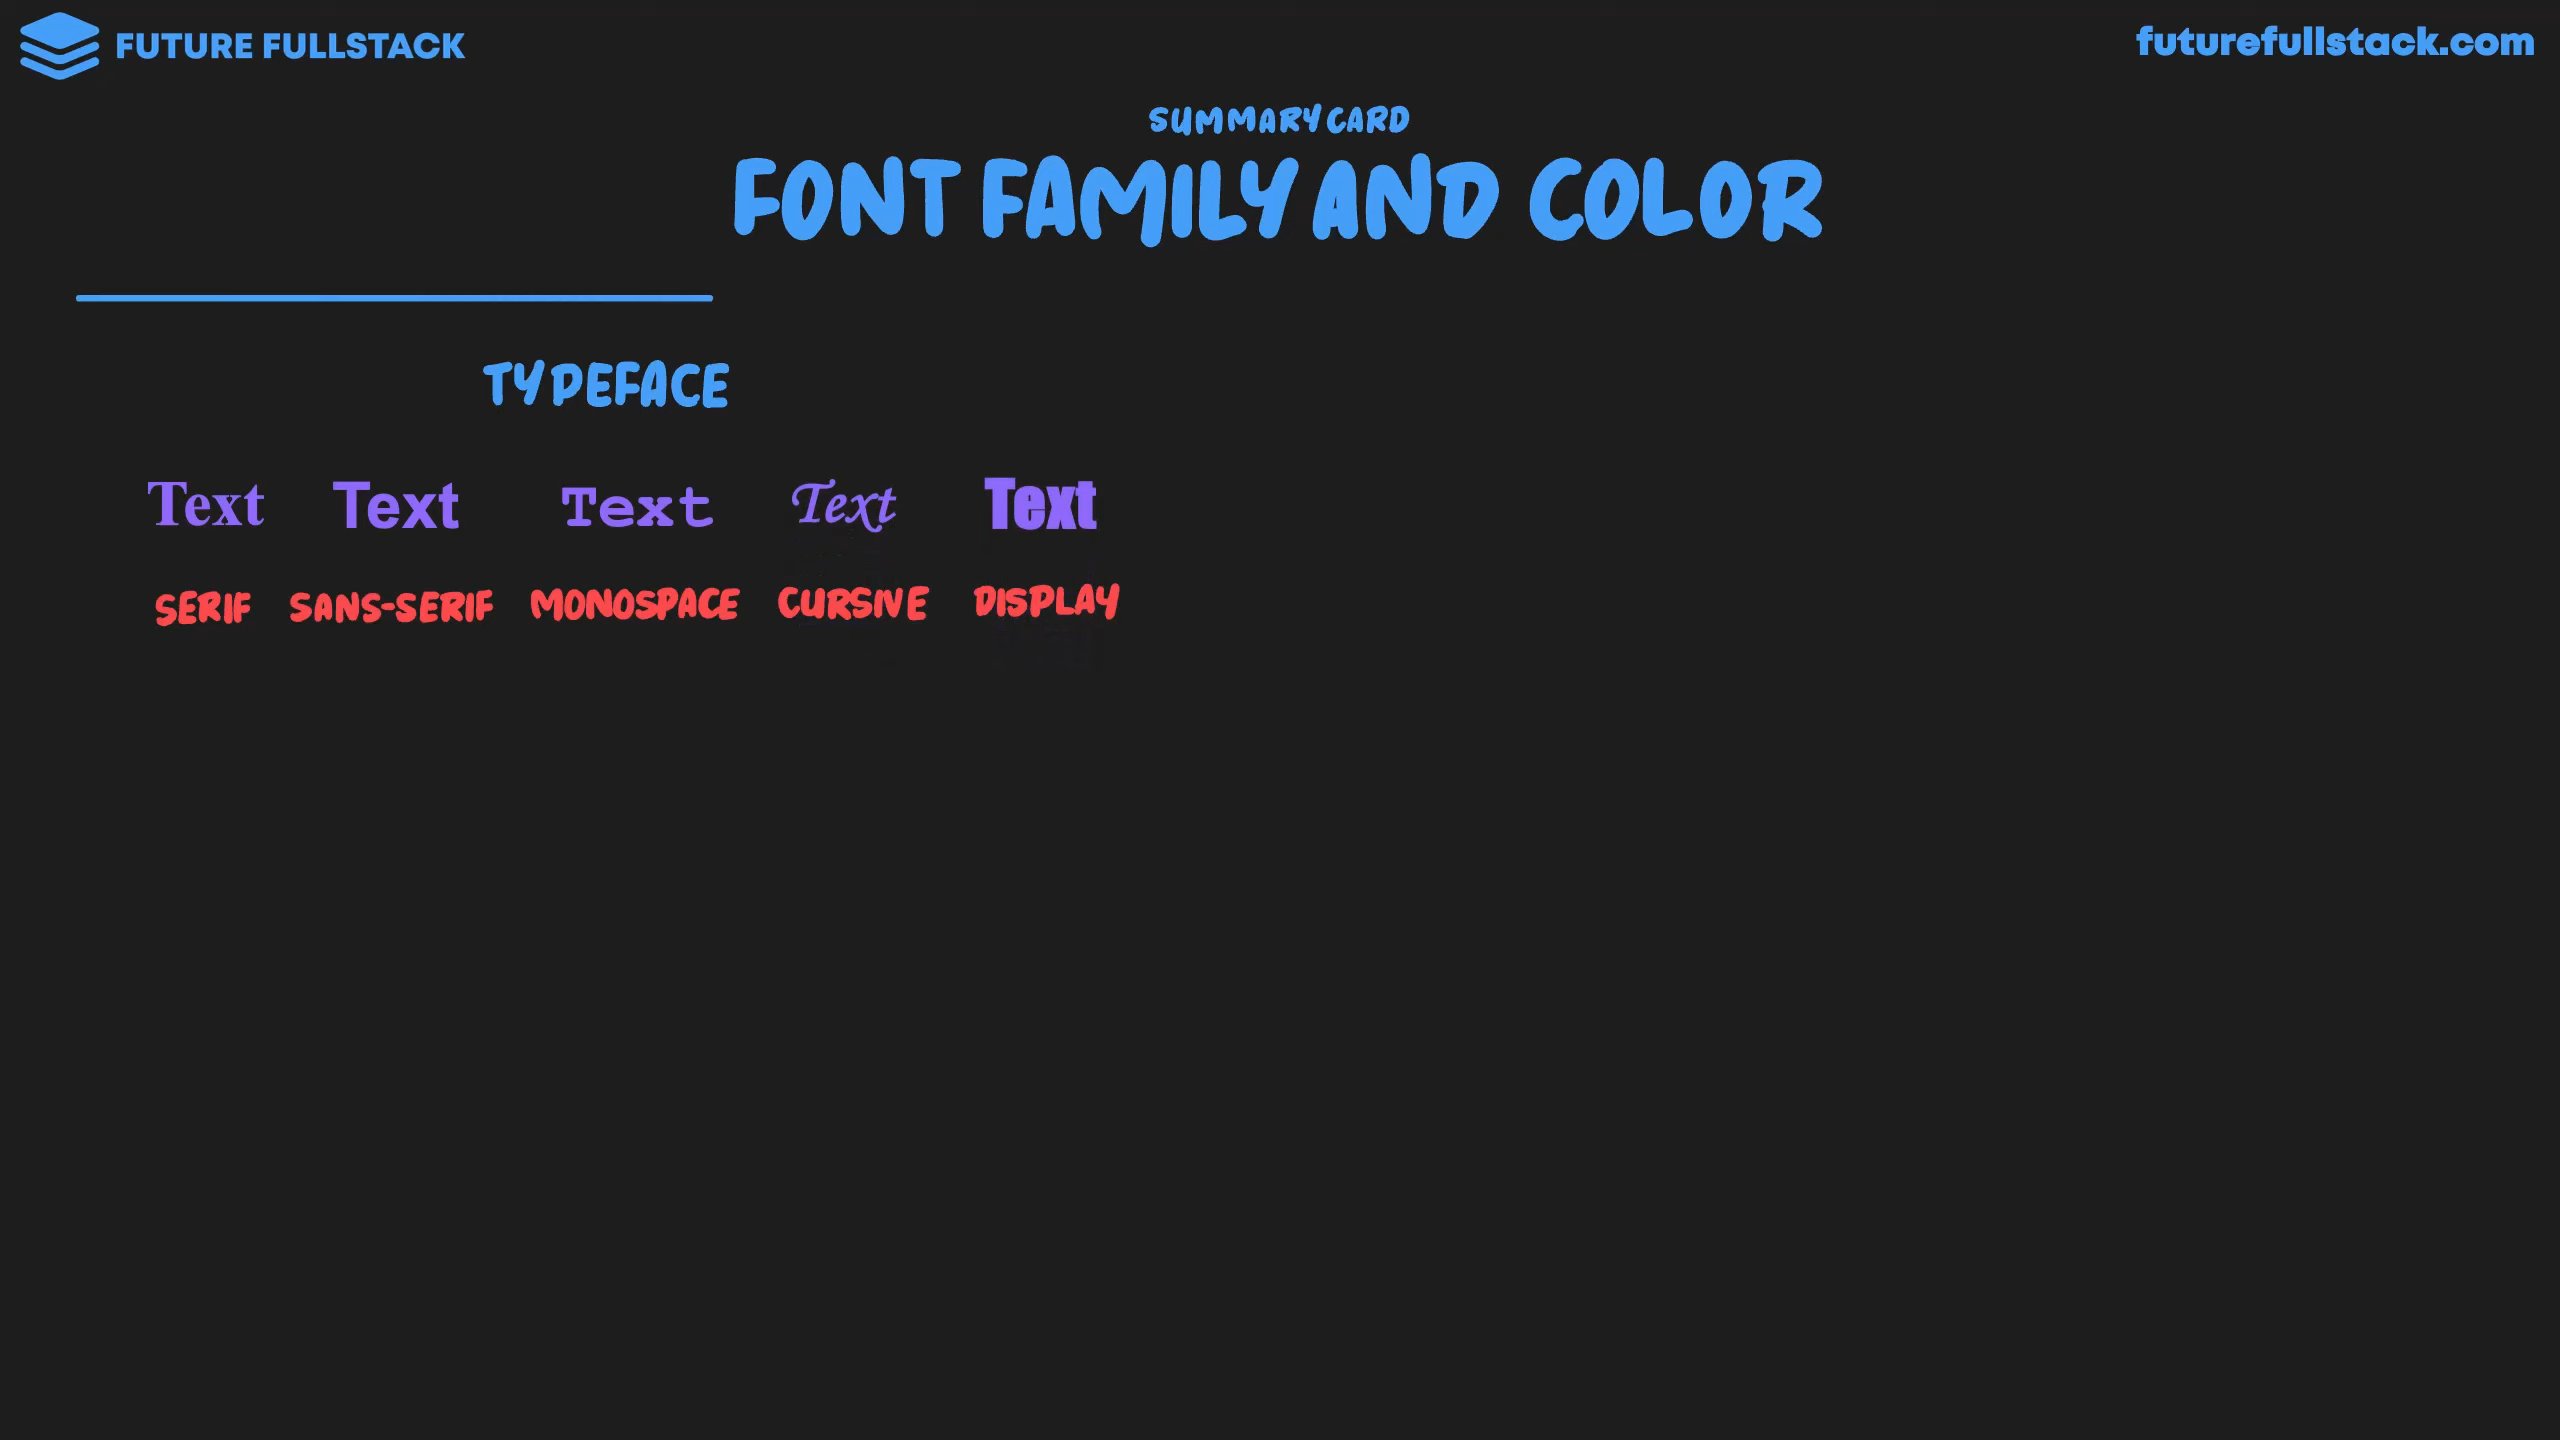 FUTURE FULLSTACK
futurefullstack.com
SUMMARY CARD
FONT FAMILY AND COLOR
TYPEFACE
Text Text Text Text Text
SERIF SANS-SERIF MONOSPACE CURSIVE DISPLAY